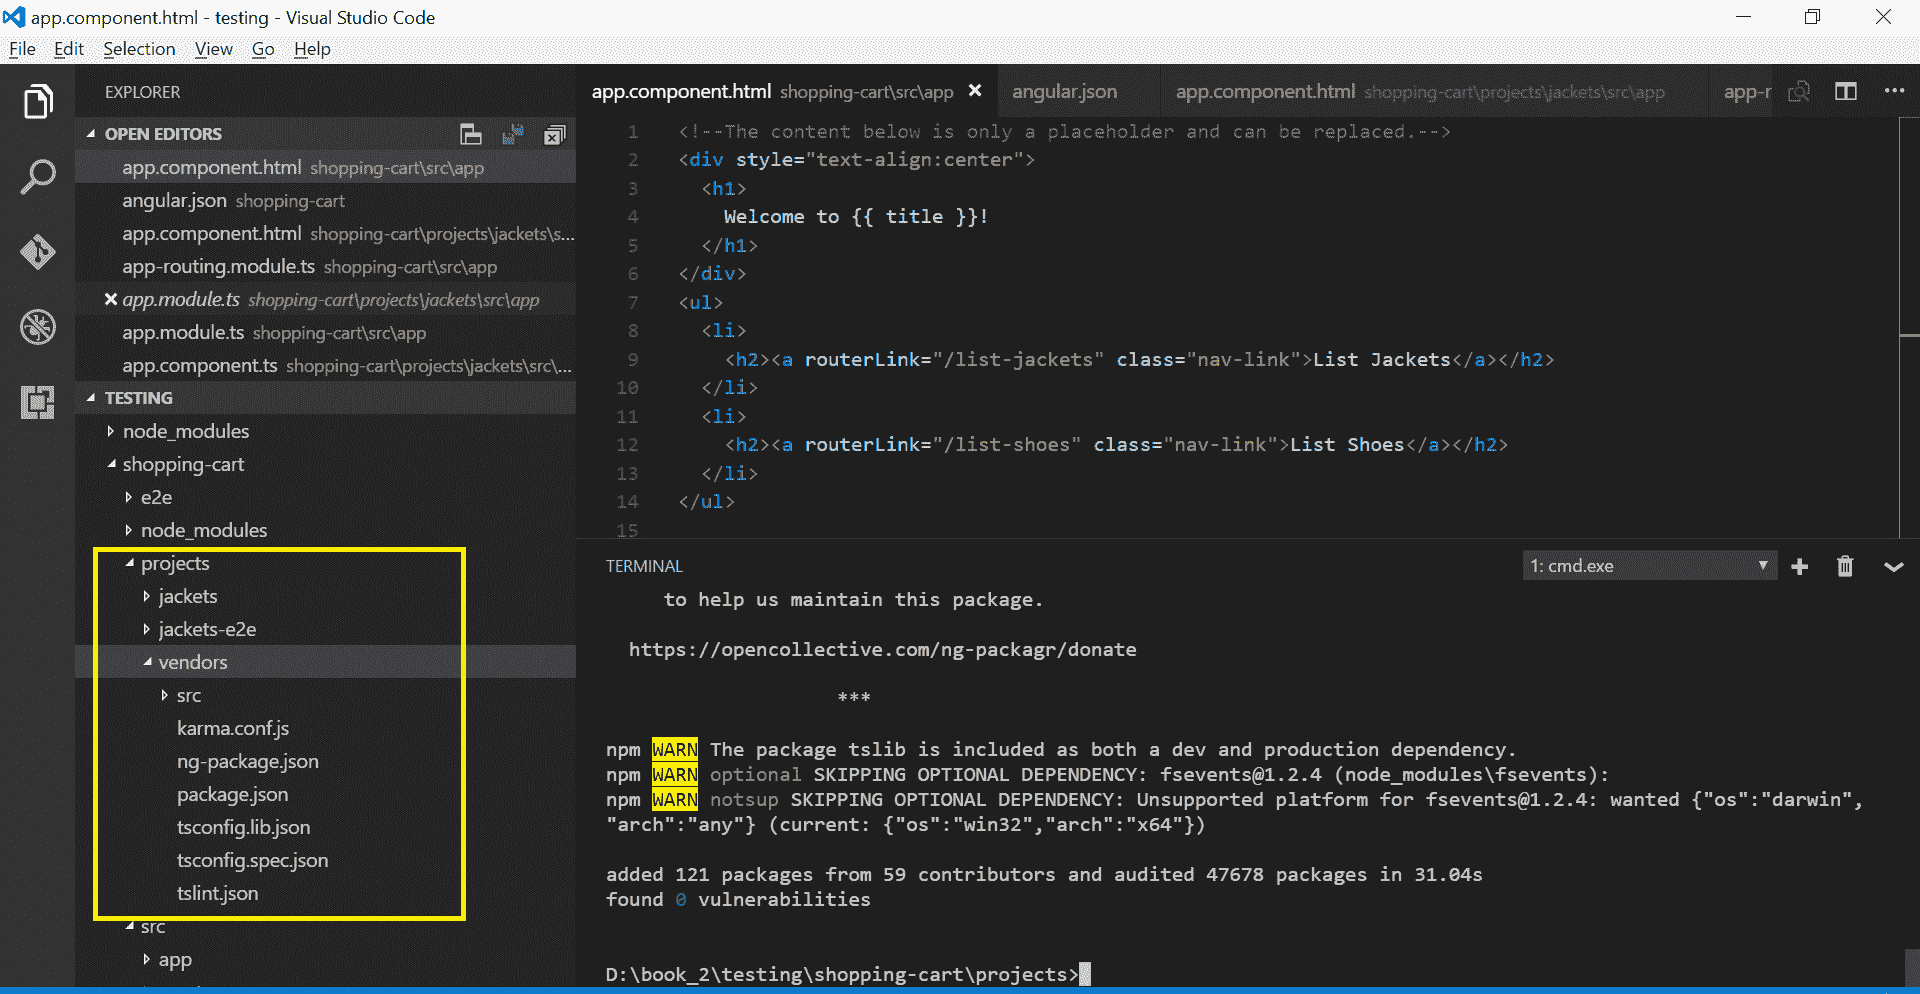 app.component.html - testing - Visual Studio Code
File Edit Selection View Go Help
EXPLORER
OPEN EDITORS
app.component.html shopping-cart\src\app
angular.json shopping-cart
app.component.html shopping-cart\projects\jackets\s...
app-routing.module.ts shopping-cart\src\app
app.module.ts shopping-cart\projects\jackets\src\app
app.module.ts shopping-cart\src\app
app.component.ts shopping-cart\projects\jackets\src\...
TESTING
node_modules
shopping-cart
e2e
node_modules
projects
jackets
jackets-e2e
vendors
src
karma.conf.js
ng-package.json
package.json
tsconfig.lib.json
tsconfig.spec.json
tslint.json
src
app
app.component.html shopping-cart\src\app angular.json app.component.html shopping-cart\projects\jackets\src\app app-r
1 <!--The content below is only a placeholder and can be replaced.-->
2 <div style="text-align:center">
3 <h1>
4 Welcome to {{ title }}!
5 </h1>
6 </div>
7 <ul>
8 <li>
9 <h2><a routerLink="/list-jackets" class="nav-link">List Jackets</a></h2>
10 </li>
11 <li>
12 <h2><a routerLink="/list-shoes" class="nav-link">List Shoes</a></h2>
13 </li>
14 </ul>
15
TERMINAL 1: cmd.exe
to help us maintain this package.
https://opencollective.com/ng-packagr/donate
***
npm WARN The package tslib is included as both a dev and production dependency.
npm WARN optional SKIPPING OPTIONAL DEPENDENCY: fsevents@1.2.4 (node_modules\fsevents):
npm WARN notsup SKIPPING OPTIONAL DEPENDENCY: Unsupported platform for fsevents@1.2.4: wanted {"os":"darwin",
"arch":"any"} (current: {"os":"win32","arch":"x64"})
added 121 packages from 59 contributors and audited 47678 packages in 31.04s
found 0 vulnerabilities
D:\book_2\testing\shopping-cart\projects>